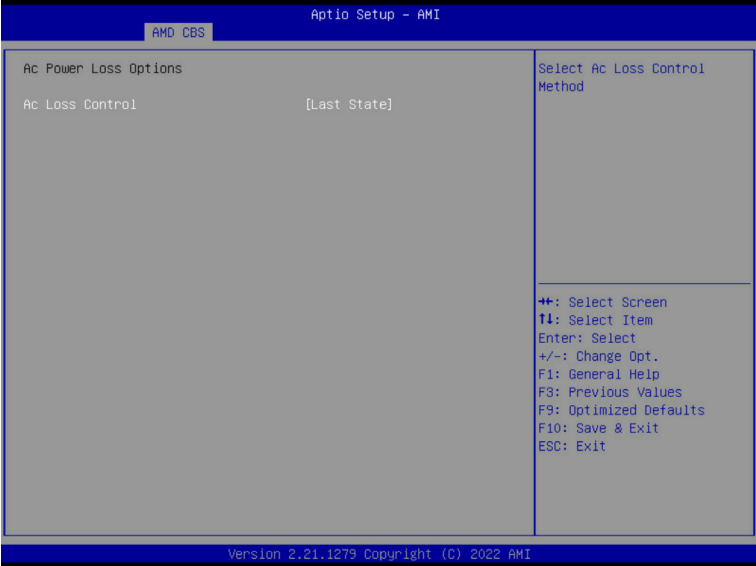 Aptio Setup – AMI
AMD CBS
Ac Power Loss Options
Ac Loss Control [Last State]
Select Ac Loss Control
Method
→←: Select Screen
↑↓: Select Item
Enter: Select
+/-: Change Opt.
F1: General Help
F3: Previous Values
F9: Optimized Defaults
F10: Save & Exit
ESC: Exit
Version 2.21.1279 Copyright (C) 2022 AMI